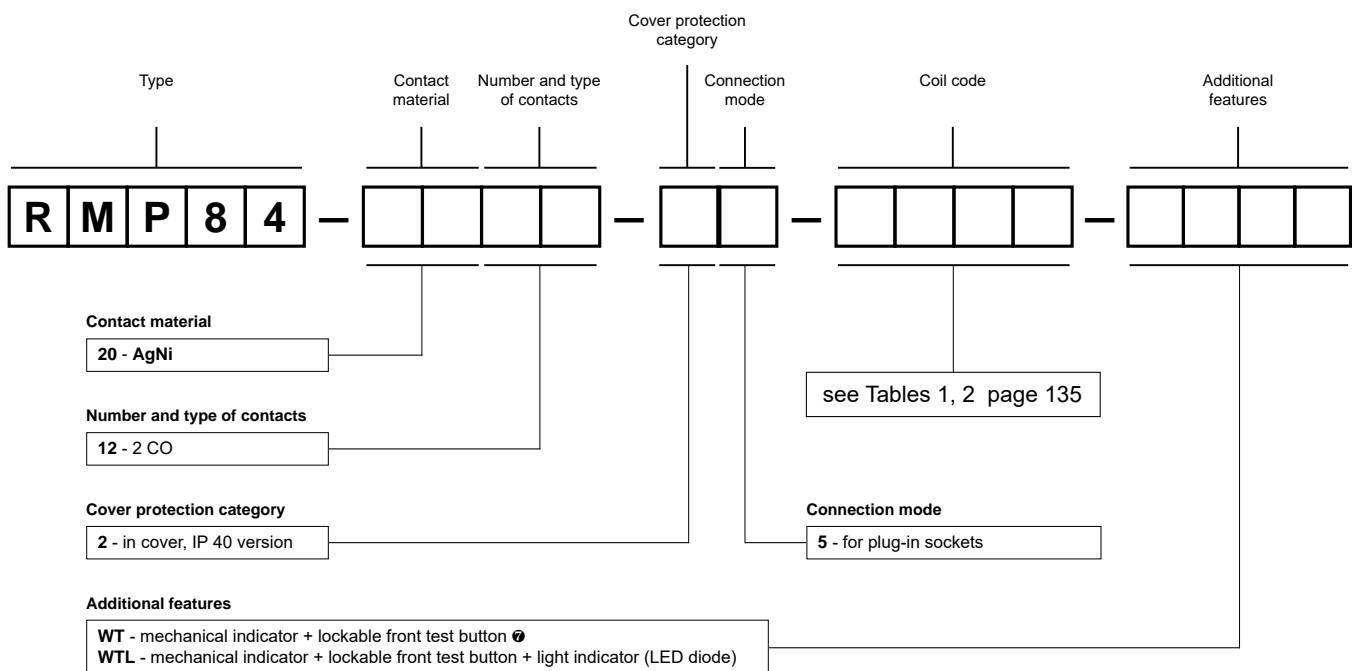 Cover protection
category
Type
Contact
material
Number and type
of contacts
Connection
mode
Coil code
Additional
features
R M P 8 4 – – – –
Contact material
20 - AgNi
see Tables 1, 2 page 135
Number and type of contacts
12 - 2 CO
Cover protection category
2 - in cover, IP 40 version
Connection mode
5 - for plug-in sockets
Additional features
WT - mechanical indicator + lockable front test button ❼
WTL - mechanical indicator + lockable front test button + light indicator (LED diode)